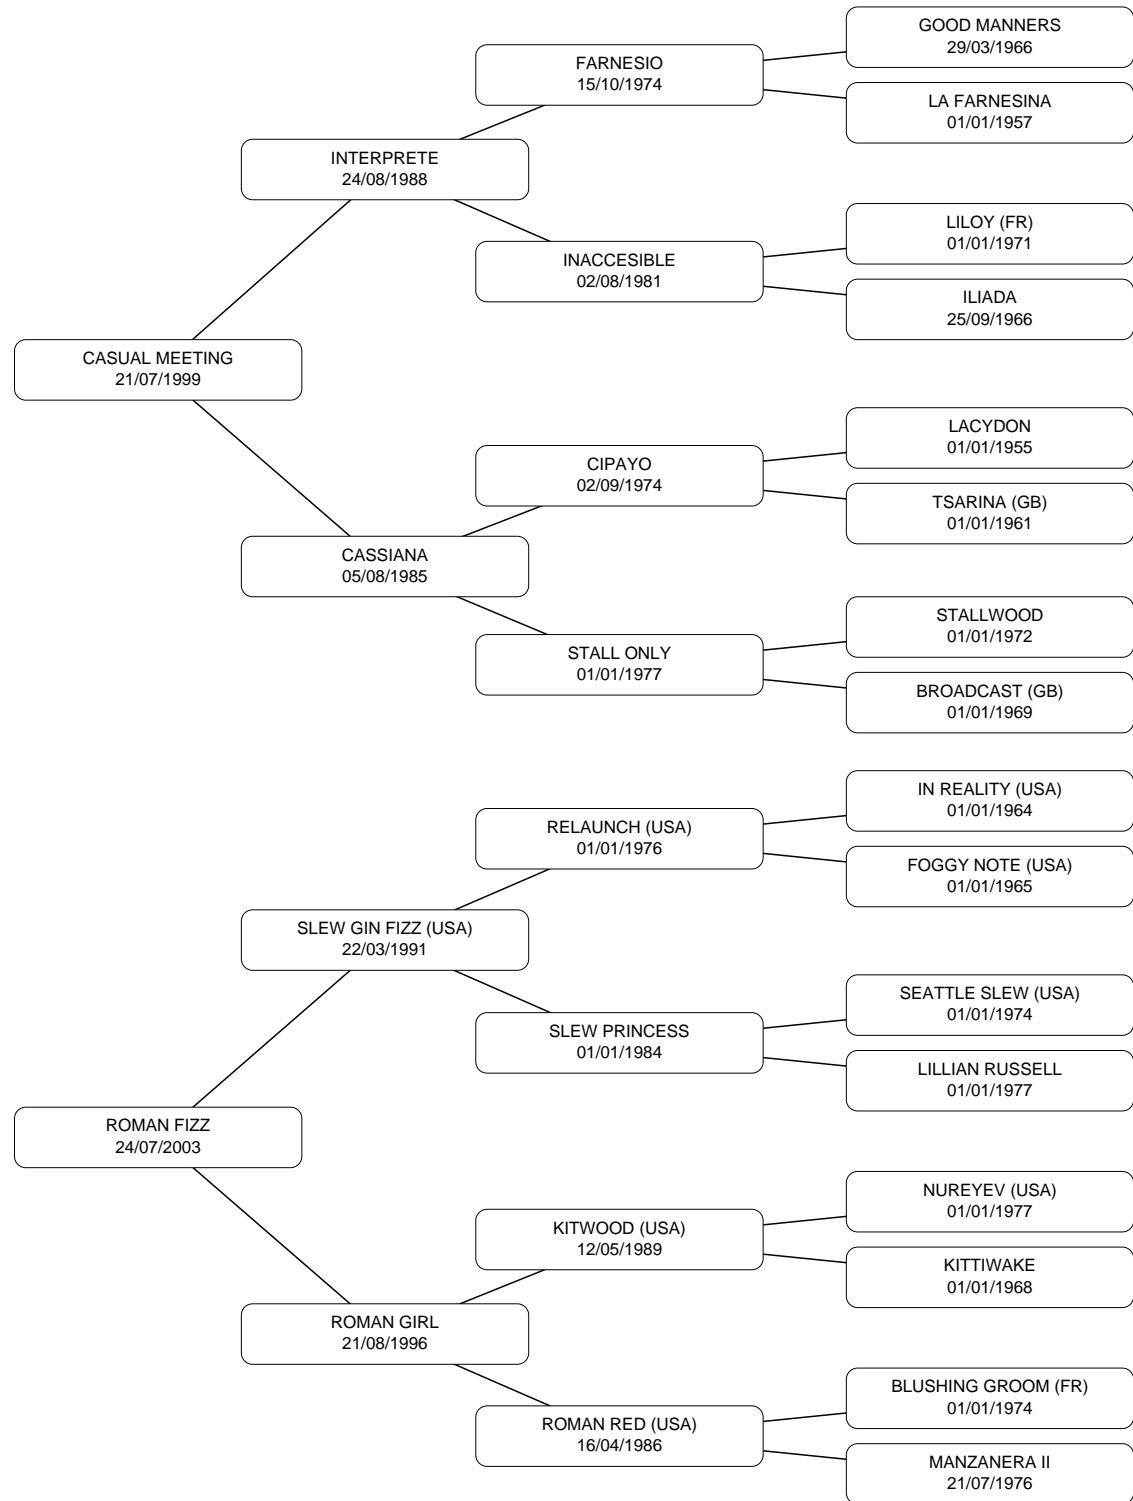 GOOD MANNERS
29/03/1966
FARNESIO
15/10/1974
LA FARNESINA
01/01/1957
INTERPRETE
24/08/1988
LILOY (FR)
01/01/1971
INACCESIBLE
02/08/1981
ILIADA
25/09/1966
CASUAL MEETING
21/07/1999
LACYDON
01/01/1955
CIPAYO
02/09/1974
TSARINA (GB)
01/01/1961
CASSIANA
05/08/1985
STALLWOOD
01/01/1972
STALL ONLY
01/01/1977
BROADCAST (GB)
01/01/1969
IN REALITY (USA)
01/01/1964
RELAUNCH (USA)
01/01/1976
FOGGY NOTE (USA)
01/01/1965
SLEW GIN FIZZ (USA)
22/03/1991
SEATTLE SLEW (USA)
01/01/1974
SLEW PRINCESS
01/01/1984
LILLIAN RUSSELL
01/01/1977
ROMAN FIZZ
24/07/2003
NUREYEV (USA)
01/01/1977
KITWOOD (USA)
12/05/1989
KITTIWAKE
01/01/1968
ROMAN GIRL
21/08/1996
BLUSHING GROOM (FR)
01/01/1974
ROMAN RED (USA)
16/04/1986
MANZANERA II
21/07/1976